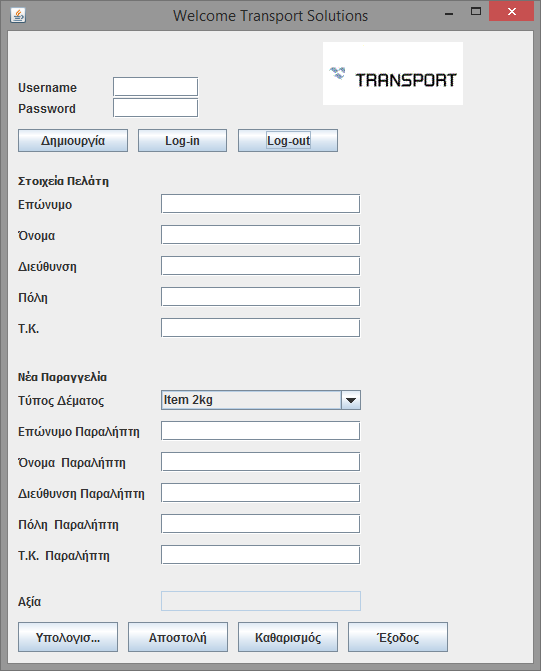 Welcome Transport Solutions
TRANSPORT
Username
Password
Δημιουργία Log-in Log-out
Στοιχεία Πελάτη
Επώνυμο
Όνομα
Διεύθυνση
Πόλη
Τ.Κ.
Νέα Παραγγελία
Τύπος Δέματος Item 2kg
Επώνυμο Παραλήπτη
Όνομα Παραλήπτη
Διεύθυνση Παραλήπτη
Πόλη Παραλήπτη
Τ.Κ. Παραλήπτη
Αξία
Υπολογισ... Αποστολή Καθαρισμός Έξοδος